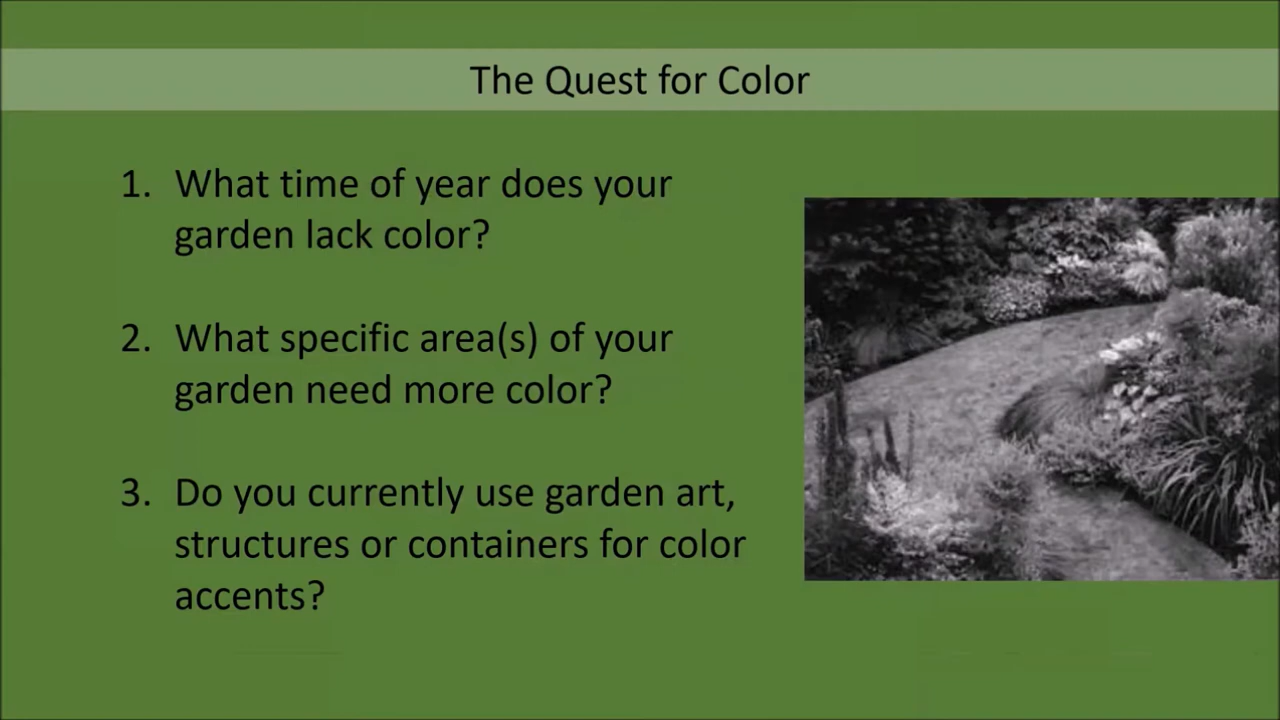 The Quest for Color
1. What time of year does your
garden lack color?
2. What specific area(s) of your
garden need more color?
3. Do you currently use garden art,
structures or containers for color
accents?